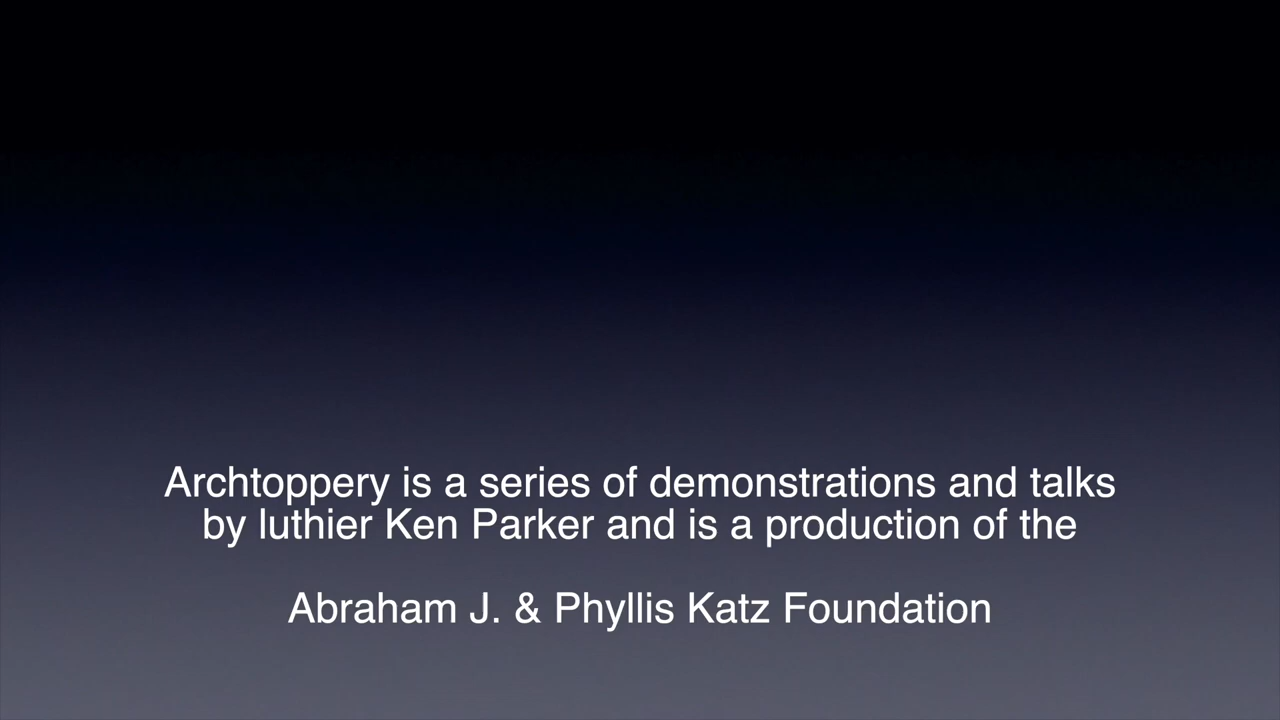 Archtoppery is a series of demonstrations and talks
by luthier Ken Parker and is a production of the
Abraham J. & Phyllis Katz Foundation